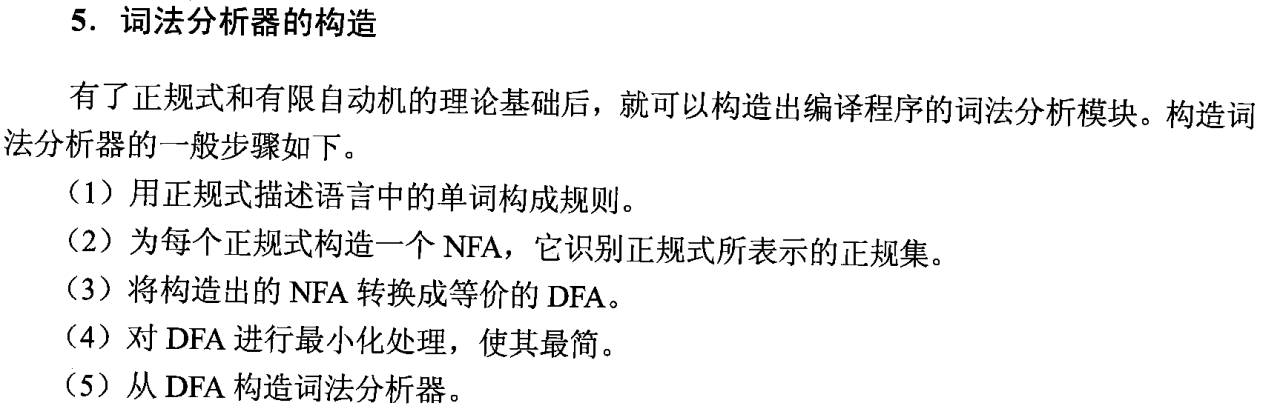 5. 词法分析器的构造
有了正规式和有限自动机的理论基础后，就可以构造出编译程序的词法分析模块。构造词
法分析器的一般步骤如下。
（1）用正规式描述语言中的单词构成规则。
（2）为每个正规式构造一个 NFA，它识别正规式所表示的正规集。
（3）将构造出的 NFA 转换成等价的 DFA。
（4）对 DFA 进行最小化处理，使其最简。
（5）从 DFA 构造词法分析器。